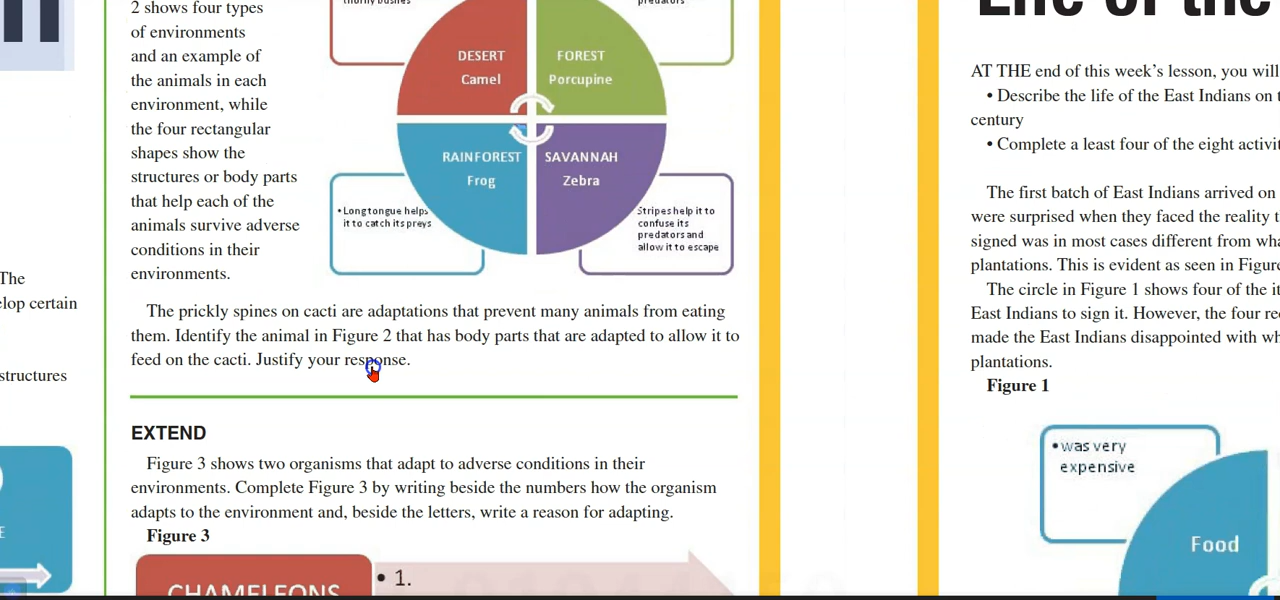 2 shows four types
of environments
and an example of
the animals in each
environment, while
the four rectangular
shapes show the
structures or body parts
that help each of the
animals survive adverse
conditions in their
environments.
thorny bushes
predators
DESERT
Camel
FOREST
Porcupine
RAINFOREST
Frog
SAVANNAH
Zebra
• Long tongue helps
it to catch its preys
Stripes help it to
confuse its
predators and
allow it to escape
The prickly spines on cacti are adaptations that prevent many animals from eating
them. Identify the animal in Figure 2 that has body parts that are adapted to allow it to
feed on the cacti. Justify your response.
EXTEND
Figure 3 shows two organisms that adapt to adverse conditions in their
environments. Complete Figure 3 by writing beside the numbers how the organism
adapts to the environment and, beside the letters, write a reason for adapting.
Figure 3
CHAMELEONS
• 1.
The
elop certain
structures
E
Life of the
AT THE end of this week's lesson, you will
• Describe the life of the East Indians on
century
• Complete a least four of the eight
The first batch of East Indians arrived on
were surprised when they faced the reality
signed was in most cases different from
plantations. This is evident as seen in Figure
The circle in Figure 1 shows four of the
East Indians to sign it. However, the four
made the East Indians disappointed with
plantations.
Figure 1
• was very
expensive
Food